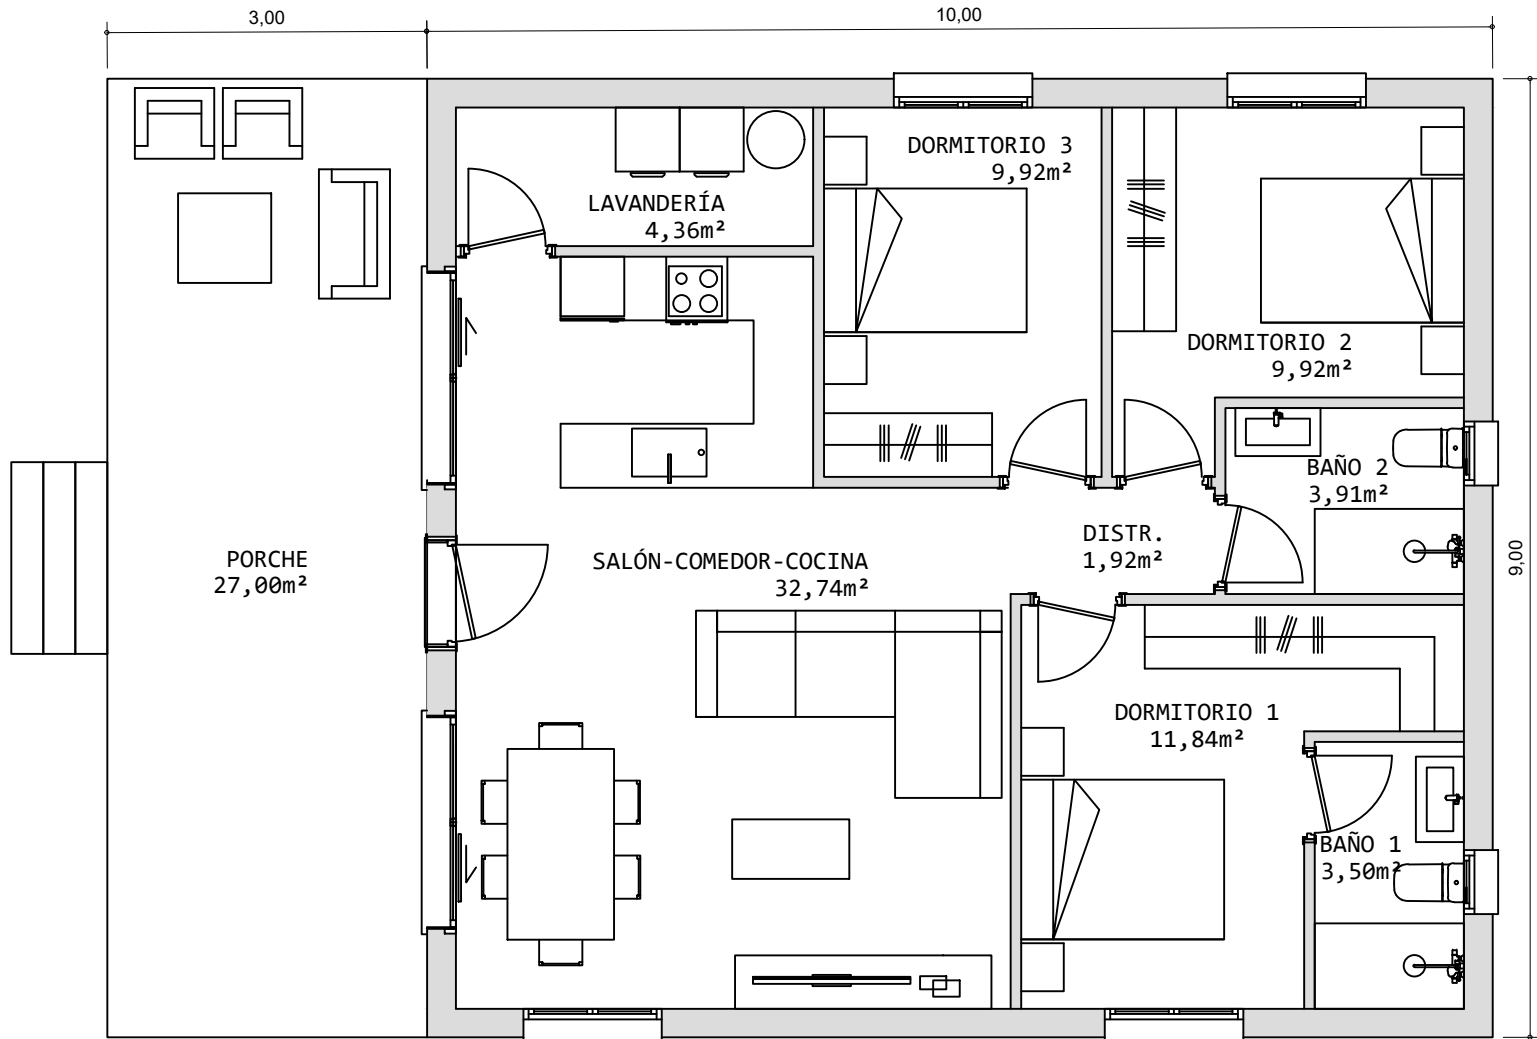 3,00
10,00
DORMITORIO 3
9,92m²
LAVANDERÍA
4,36m²
DORMITORIO 2
9,92m²
BAÑO 2
3,91m²
DISTR.
1,92m²
PORCHE
27,00m²
SALÓN-COMEDOR-COCINA
32,74m²
9,00
DORMITORIO 1
11,84m²
BAÑO 1
3,50m²